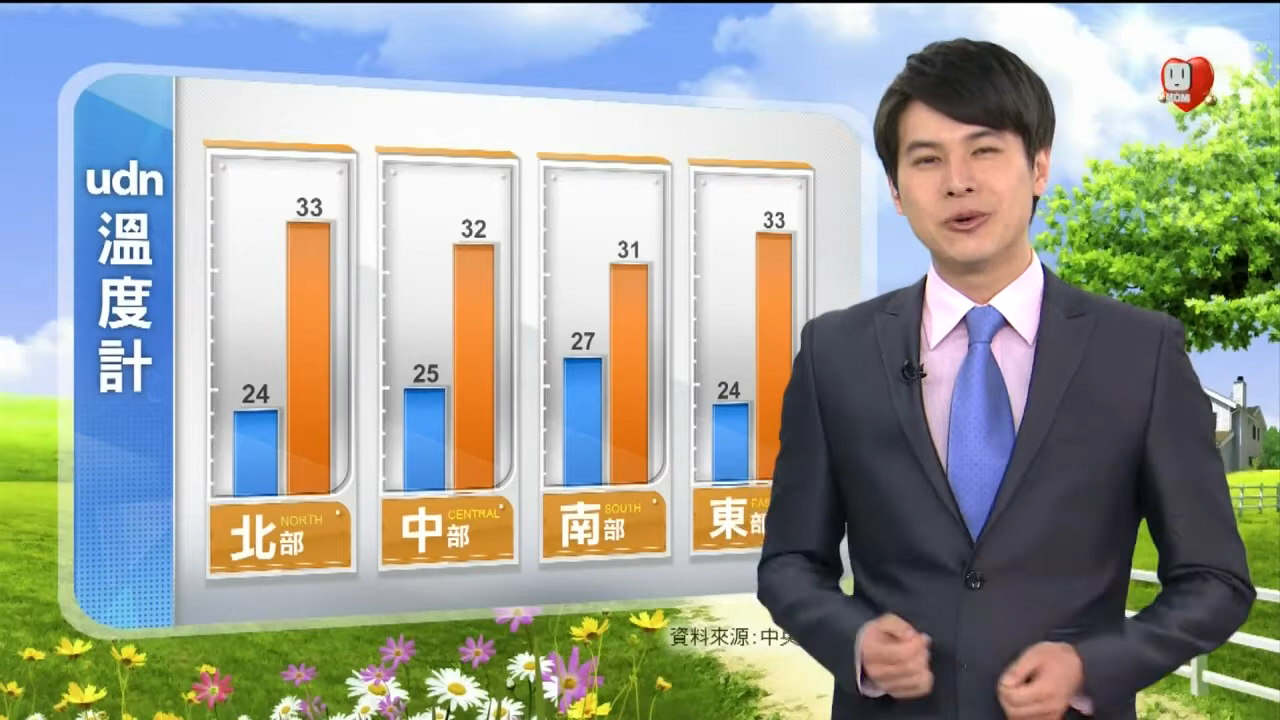 udn
溫度計
24
33
25
32
27
31
24
33
北部
NORTH
中部
CENTRAL
南部
SOUTH
東部
資料來源:中央
MOM